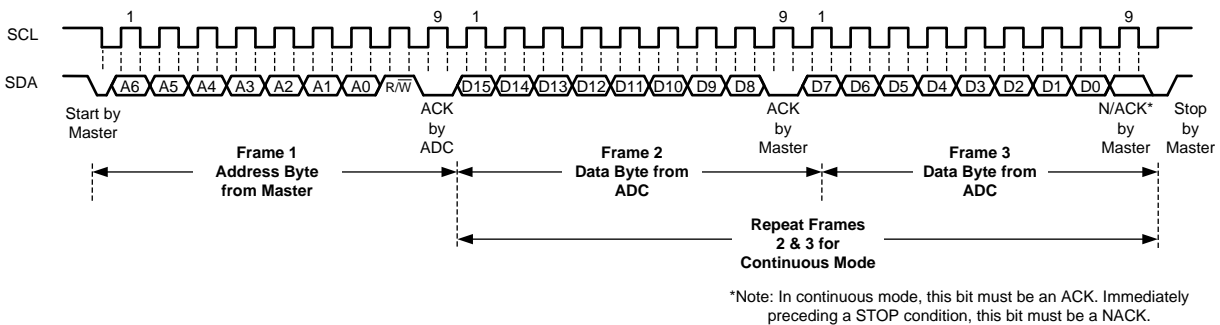 1 9 1 9 1 9
SCL
SDA A6 A5 A4 A3 A2 A1 A0 R/W D15 D14 D13 D12 D11 D10 D9 D8 D7 D6 D5 D4 D3 D2 D1 D0
Start by
Master
ACK
by
ADC
ACK
by
Master
N/ACK*
by
Master
Stop
by
Master
Frame 1
Address Byte
from Master
Frame 2
Data Byte from
ADC
Frame 3
Data Byte from
ADC
Repeat Frames
2 & 3 for
Continuous Mode
*Note: In continuous mode, this bit must be an ACK. Immediately
preceding a STOP condition, this bit must be a NACK.